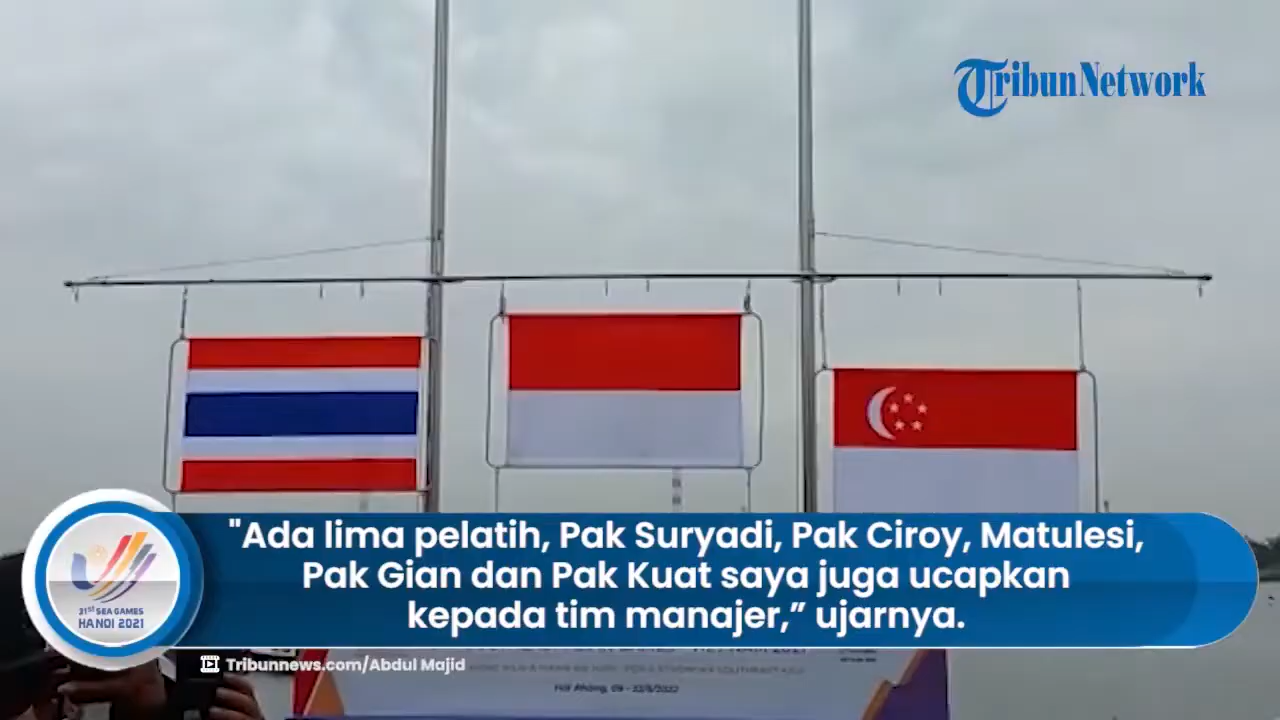 TribunNetwork
"Ada lima pelatih, Pak Suryadi, Pak Ciroy, Matulesi,
Pak Gian dan Pak Kuat saya juga ucapkan
kepada tim manajer,” ujarnya.
31st SEA GAMES
HANOI 2021
Tribunnews.com/Abdul Majid